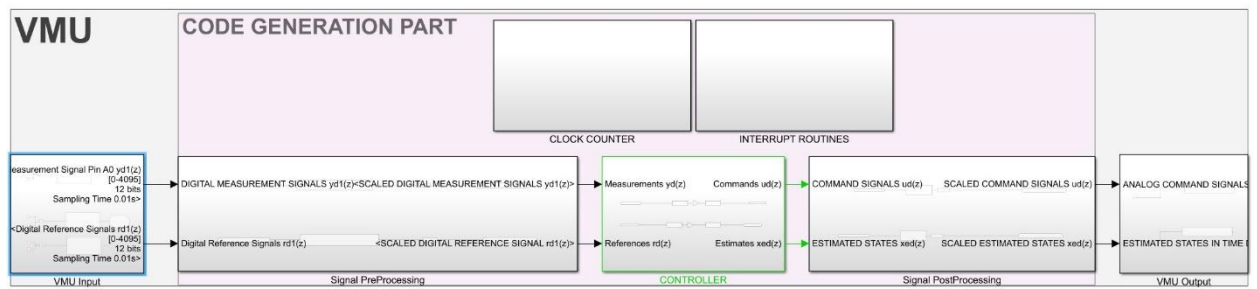 VMU
CODE GENERATION PART
CLOCK COUNTER
INTERRUPT ROUTINES
easurement Signal Pin A0 yd1(z)
[0-4095]
12 bits
Sampling Time 0.01s>
<Digital Reference Signals rd1(z)
[0-4095]
12 bits
Sampling Time 0.01s>
VMU Input
DIGITAL MEASUREMENT SIGNALS yd1(z)
<SCALED DIGITAL MEASUREMENT SIGNALS yd1(z)>
Digital Reference Signals rd1(z)
<SCALED DIGITAL REFERENCE SIGNAL rd1(z)>
Signal PreProcessing
Measurements yd(z)
Commands ud(z)
References rd(z)
Estimates xed(z)
CONTROLLER
COMMAND SIGNALS ud(z)
SCALED COMMAND SIGNALS ud(z)
ESTIMATED STATES xed(z)
SCALED ESTIMATED STATES xed(z)
Signal PostProcessing
ANALOG COMMAND SIGNALS
ESTIMATED STATES IN TIME
VMU Output